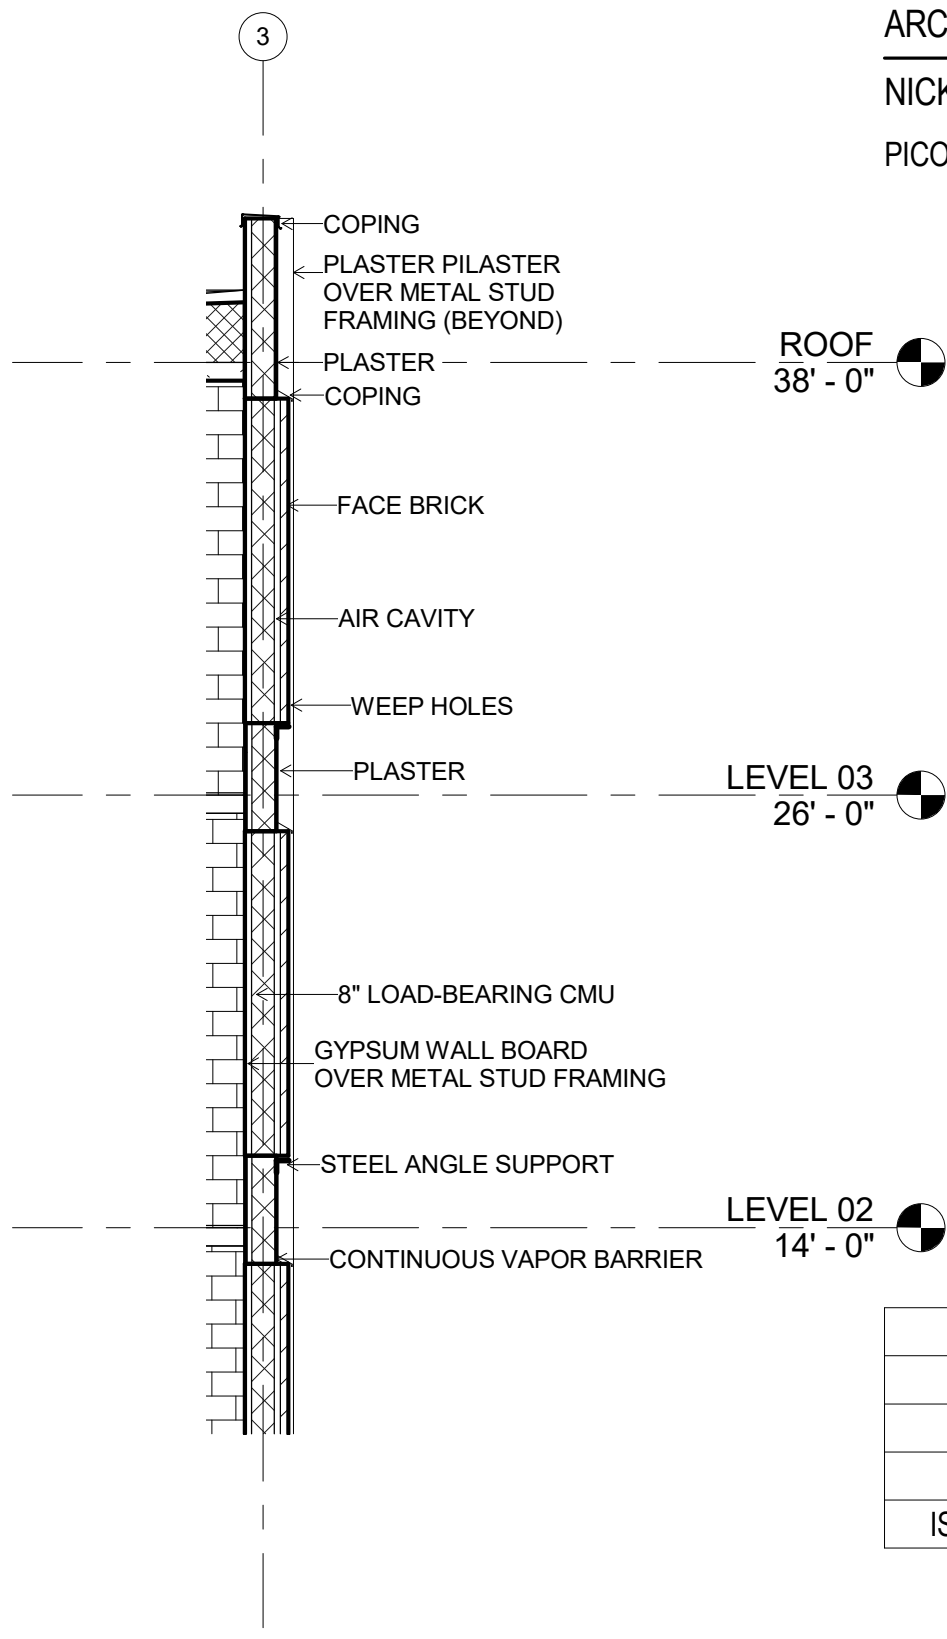 3
ARC
NICK
PICO
COPING
PLASTER PILASTER
OVER METAL STUD
FRAMING (BEYOND)
PLASTER
ROOF
38' - 0"
COPING
FACE BRICK
AIR CAVITY
WEEP HOLES
PLASTER
LEVEL 03
26' - 0"
8" LOAD-BEARING CMU
GYPSUM WALL BOARD
OVER METAL STUD FRAMING
STEEL ANGLE SUPPORT
LEVEL 02
14' - 0"
CONTINUOUS VAPOR BARRIER
IS